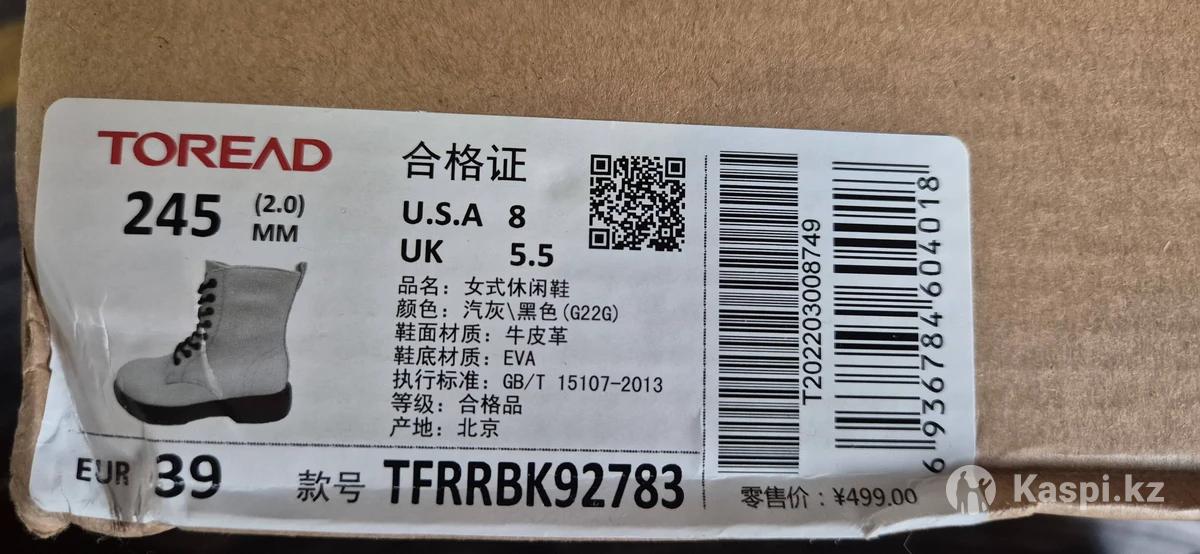 TOREAD
245 (2.0) MM
合格证
U.S.A 8
UK 5.5
品名：女式休闲鞋
颜色：汽灰\黑色(G22G)
鞋面材质：牛皮革
鞋底材质：EVA
执行标准：GB/T 15107-2013
等级：合格品
产地：北京
EUR 39
款号 TFRRBK92783
T202203008749
6 936784 604018
零售价：¥499.00
Kaspi.kz